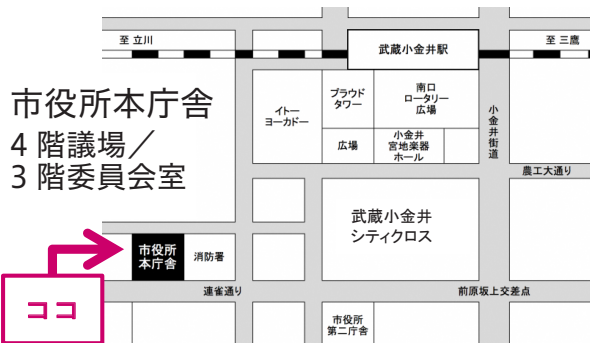 至 立川
武蔵小金井駅
至 三鷹
市役所本庁舎
4 階議場／
3 階委員会室
イトー
ヨーカドー
プラウド
タワー
南口
ロータリー
広場
広場
小金井
宮地楽器
ホール
小金井街道
農工大通り
武蔵小金井
シティクロス
市役所
本庁舎
消防署
ココ
連雀通り
前原坂上交差点
市役所
第二庁舎